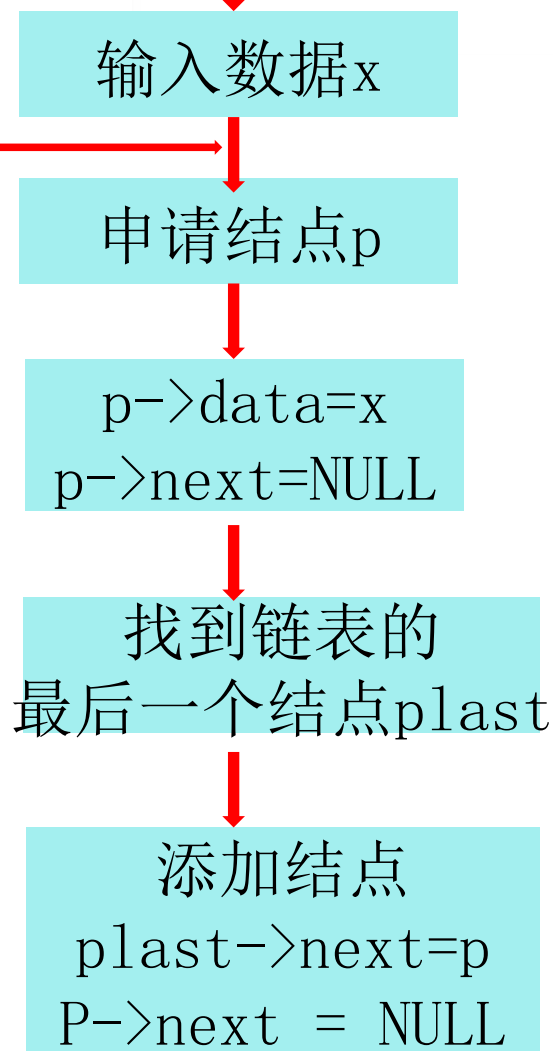 输入数据x
申请结点p
p->data=x
p->next=NULL
找到链表的
最后一个结点plast
添加结点
plast->next=p
P->next = NULL